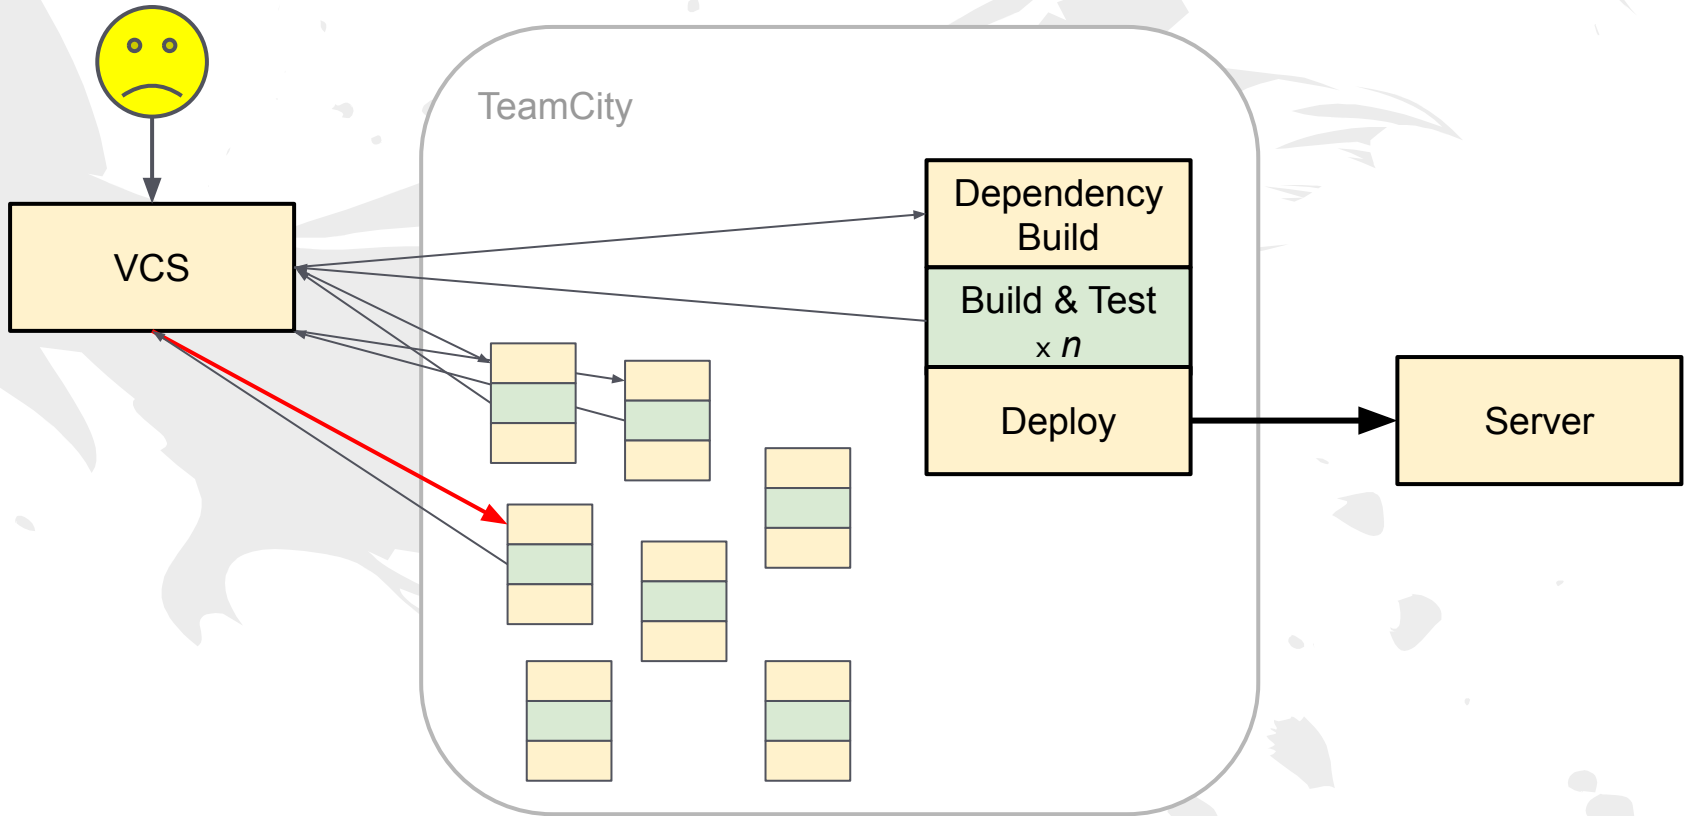 TeamCity
VCS
Dependency
Build
Build & Test
x n
Deploy
Server